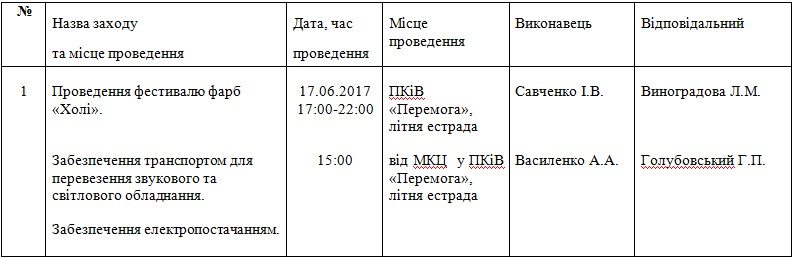 №
Назва заходу
та місце проведення
Дата, час
проведення
Місце
проведення
Виконавець
Відповідальний
1
Проведення фестивалю фарб
«Холі».
17.06.2017
17:00-22:00
ПКіВ
«Перемога»,
літня естрада
Савченко І.В.
Виноградова Л.М.
Забезпечення транспортом для
перевезення звукового та
світлового обладнання.
15:00
від МКЦ у ПКіВ
«Перемога»,
літня естрада
Василенко А.А.
Голубовський Г.П.
Забезпечення електропостачанням.